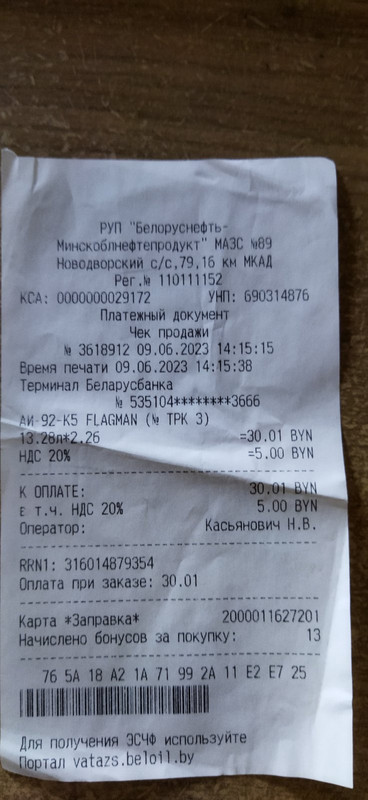 РУП "Белоруснефть-
Минскоблнефтепродукт" МАЗС №89
Новодворский с/с,79,16 км МКАД
Рег.№ 110111152
КСА: 0000000029172 УНП: 690314876
Платежный документ
Чек продажи
№ 3618912 09.06.2023 14:15:15
Время печати 09.06.2023 14:15:38
Терминал Беларусбанка
№ 535104********3666
АИ-92-К5 FLAGMAN (№ ТРК 3)
13.28л*2.26 =30.01 BYN
НДС 20% =5.00 BYN
К ОПЛАТЕ: 30.01 BYN
Е Т.Ч. НДС 20% 5.00 BYN
Оператор: Касьянович Н.В.
RRN1: 316014879354
Оплата при заказе: 30.01
Карта *Заправка* 2000011627201
Начислено бонусов за покупку: 13
76 5A 18 A2 1A 71 99 2A 11 E2 E7 25
Для получения ЭСЧФ используйте
Портал vatazs.beloil.by